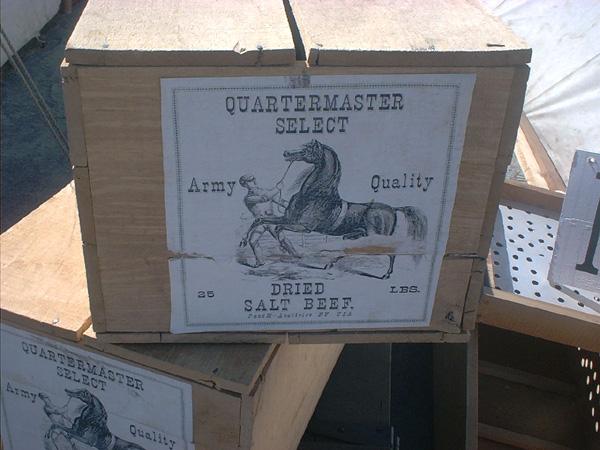 QUARTERMASTER
SELECT
Army Quality
DRIED
25 LBS.
SALT BEEF.
QUARTERMASTER
SELECT
Army
Quality